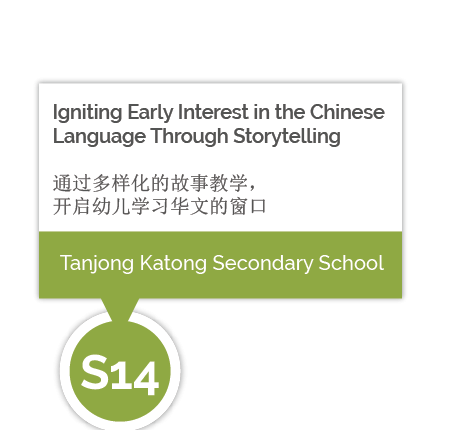 Igniting Early Interest in the Chinese
Language Through Storytelling
通过多样化的故事教学，
开启幼儿学习华文的窗口
Tanjong Katong Secondary School
S14